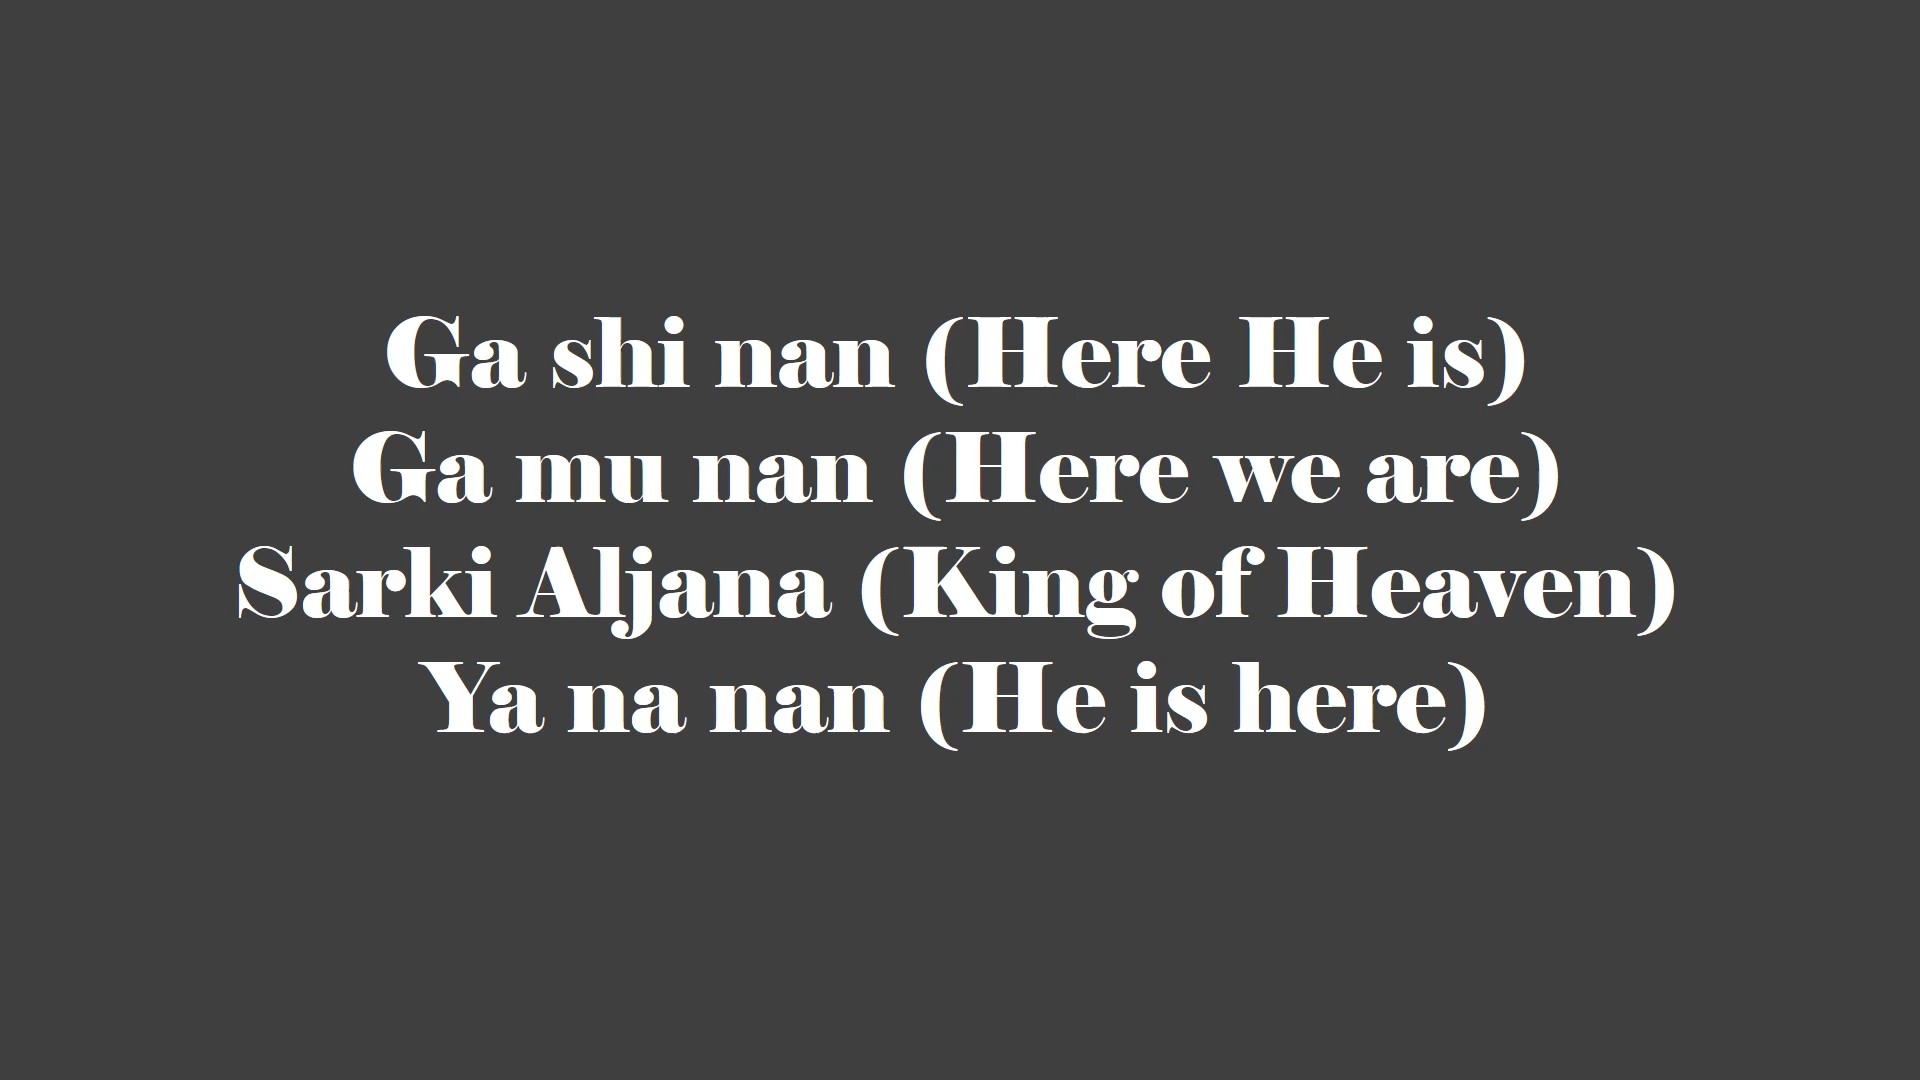 Ga shi nan (Here He is)
Ga mu nan (Here we are)
Sarki Aljana (King of Heaven)
Ya na nan (He is here)